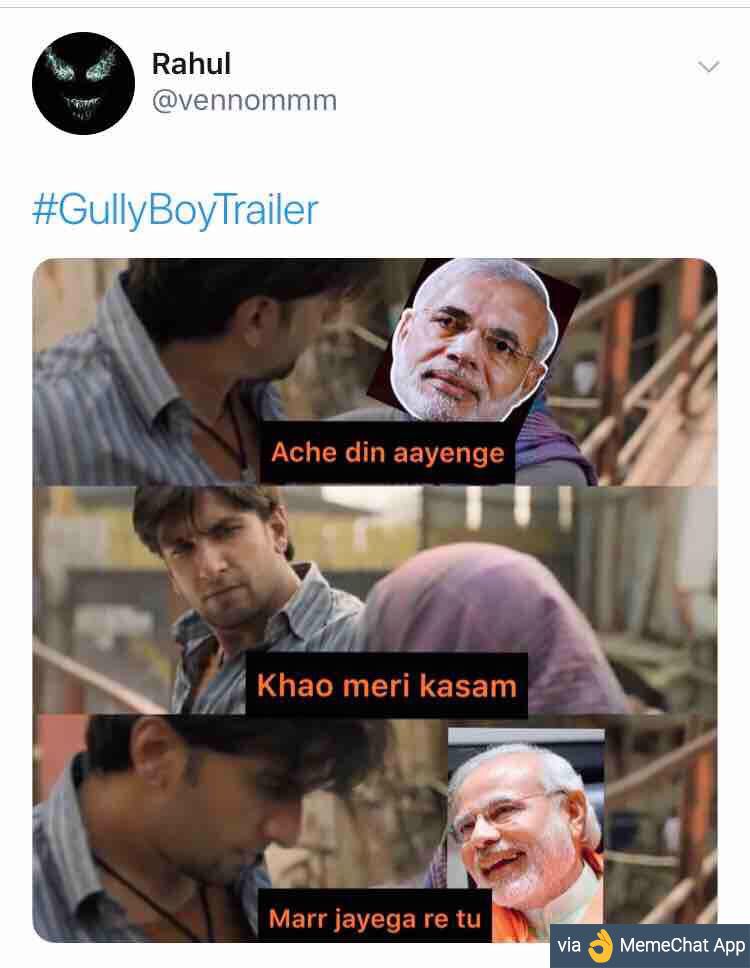 Rahul
@vennommm
#GullyBoyTrailer
Ache din aayenge
Khao meri kasam
Marr jayega re tu
via 👌 MemeChat App